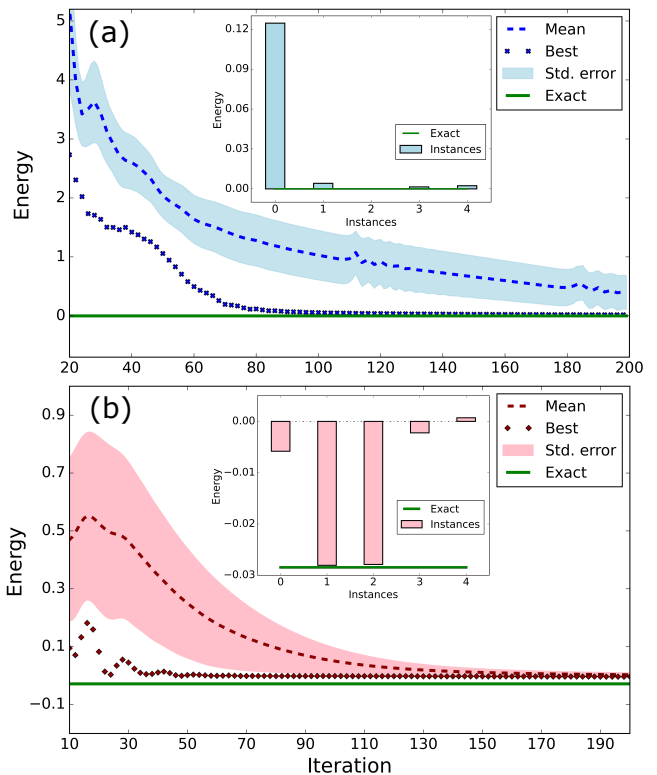 (a)
Energy
5
4
3
2
1
0
20 40 60 80 100 120 140 160 180 200
Mean
Best
Std. error
Exact
Energy
0.12
0.09
0.06
0.03
0.00
0 1 2 3 4
Instances
Exact
Instances
(b)
Energy
0.9
0.7
0.5
0.3
0.1
−0.1
10 30 50 70 90 110 130 150 170 190
Iteration
Mean
Best
Std. error
Exact
Energy
0.00
−0.01
−0.02
−0.03
0 1 2 3 4
Instances
Exact
Instances